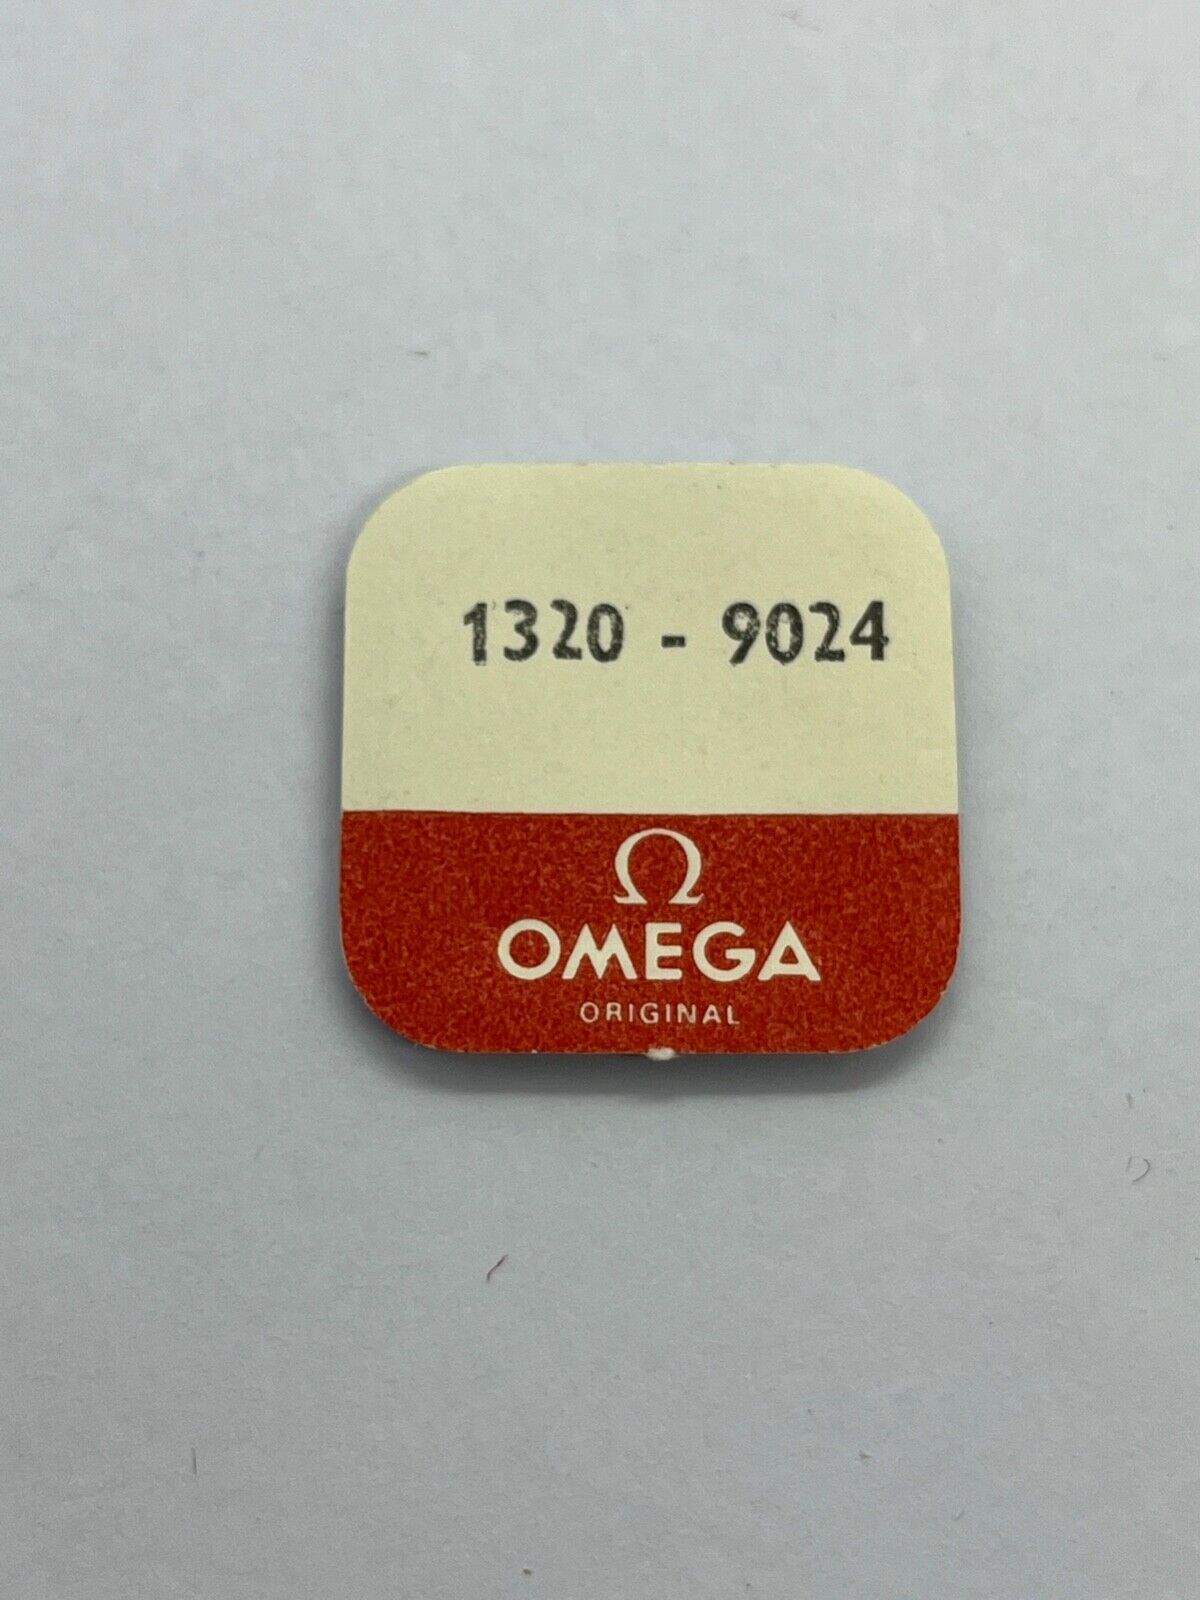 1320 - 9024
Ω
OMEGA
ORIGINAL